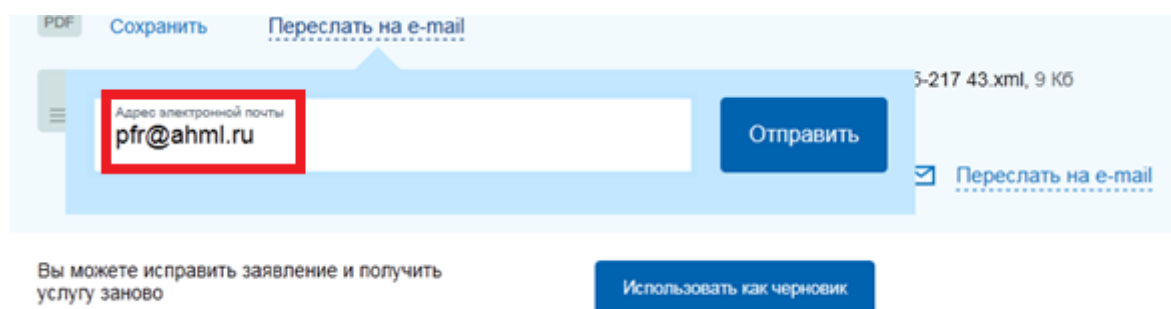 PDF Сохранить Переслать на e-mail
5-217 43.xml, 9 Кб
Адрес электронной почты
pfr@ahml.ru
Отправить
Переслать на e-mail
Вы можете исправить заявление и получить
услугу заново
Использовать как черновик